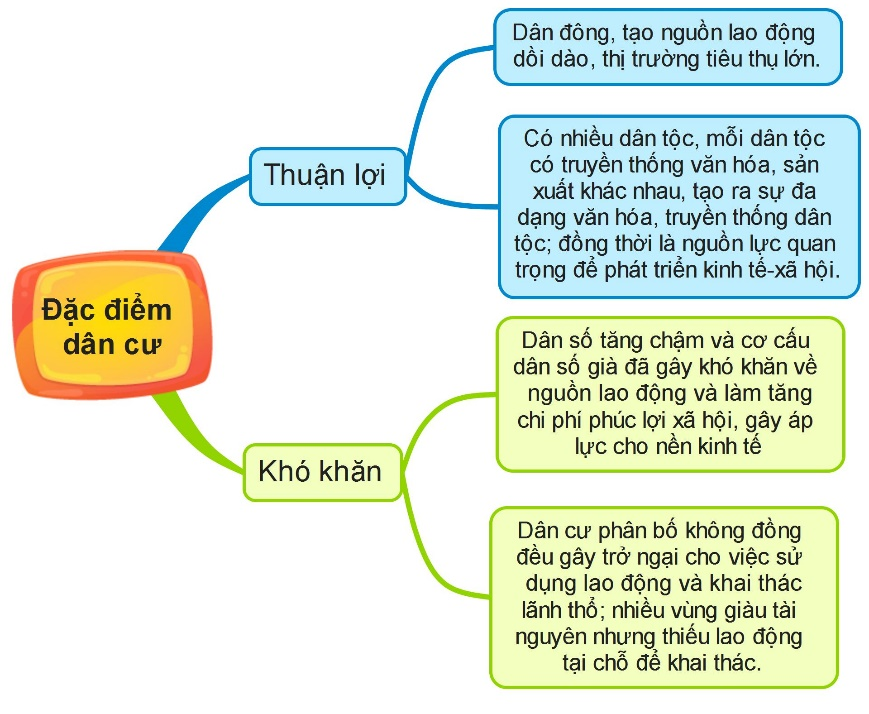 Đặc điểm
dân cư
Thuận lợi
Dân đông, tạo nguồn lao động
dồi dào, thị trường tiêu thụ lớn.
Có nhiều dân tộc, mỗi dân tộc
có truyền thống văn hóa, sản
xuất khác nhau, tạo ra sự đa
dạng văn hóa, truyền thống dân
tộc; đồng thời là nguồn lực quan
trọng để phát triển kinh tế-xã hội.
Khó khăn
Dân số tăng chậm và cơ cấu
dân số già đã gây khó khăn về
nguồn lao động và làm tăng
chi phí phúc lợi xã hội, gây áp
lực cho nền kinh tế
Dân cư phân bố không đồng
đều gây trở ngại cho việc sử
dụng lao động và khai thác
lãnh thổ; nhiều vùng giàu tài
nguyên nhưng thiếu lao động
tại chỗ để khai thác.